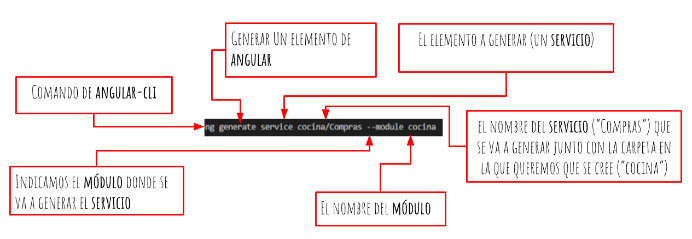 Generar Un elemento de
angular
El elemento a generar (un servicio)
Comando de angular-cli
ng generate service cocina/Compras --module cocina
el nombre del servicio ("Compras") que
se va a generar junto con la carpeta en
la que queremos que se cree ("cocina")
Indicamos el módulo donde se
va a generar el servicio
El nombre del módulo